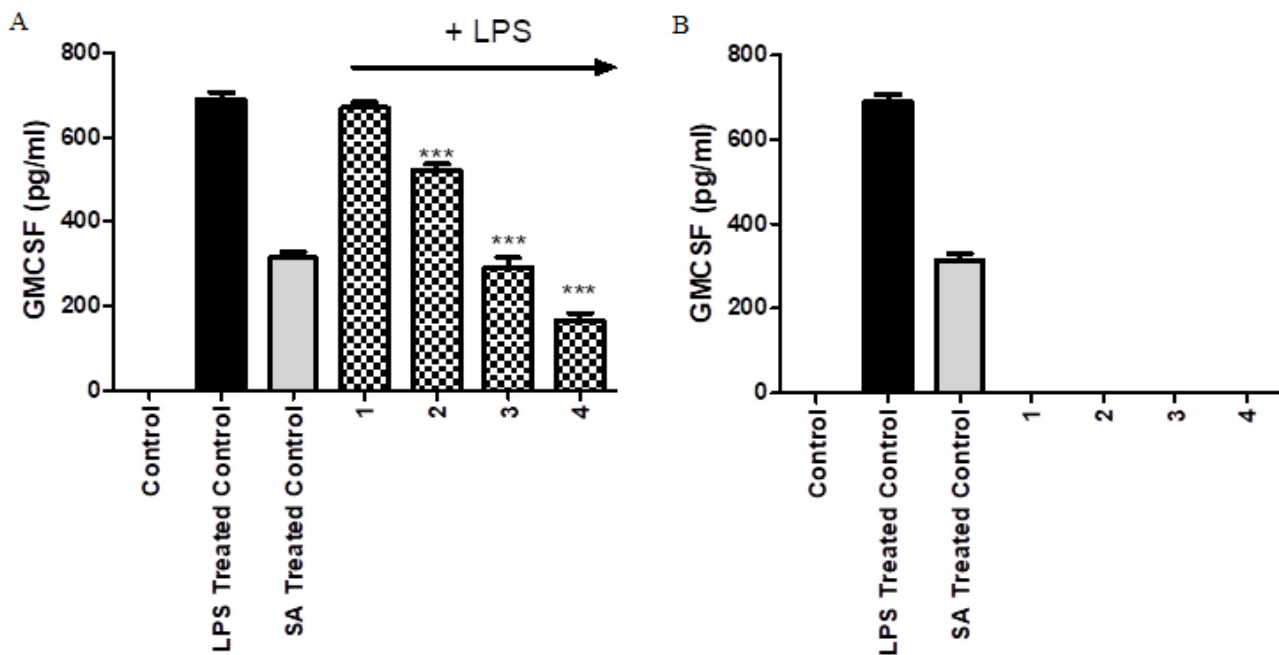 A
+ LPS
GMCSF (pg/ml)
800
600
400
200
0
***
***
***
Control
LPS Treated Control
SA Treated Control
1
2
3
4
B
GMCSF (pg/ml)
800
600
400
200
0
Control
LPS Treated Control
SA Treated Control
1
2
3
4